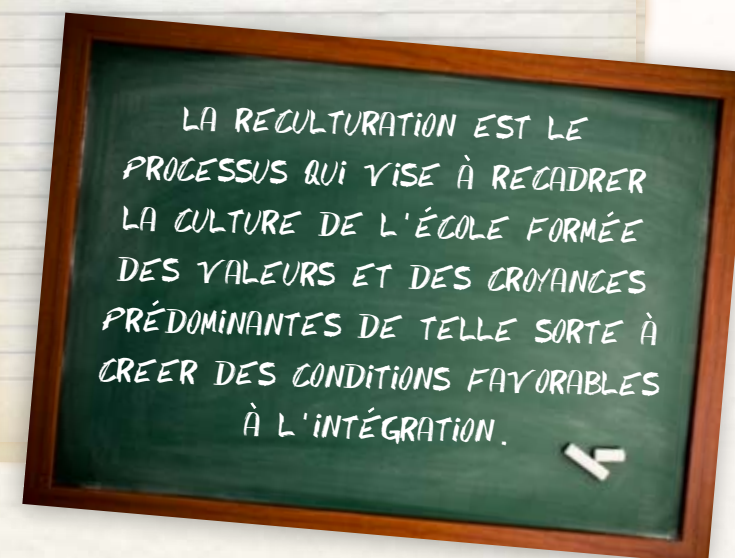 LA RECULTURATION EST LE
PROCESSUS QUI VISE À RECADRER
LA CULTURE DE L'ÉCOLE FORMÉE
DES VALEURS ET DES CROYANCES
PRÉDOMINANTES DE TELLE SORTE À
CREER DES CONDITIONS FAVORABLES
À L'INTÉGRATION.